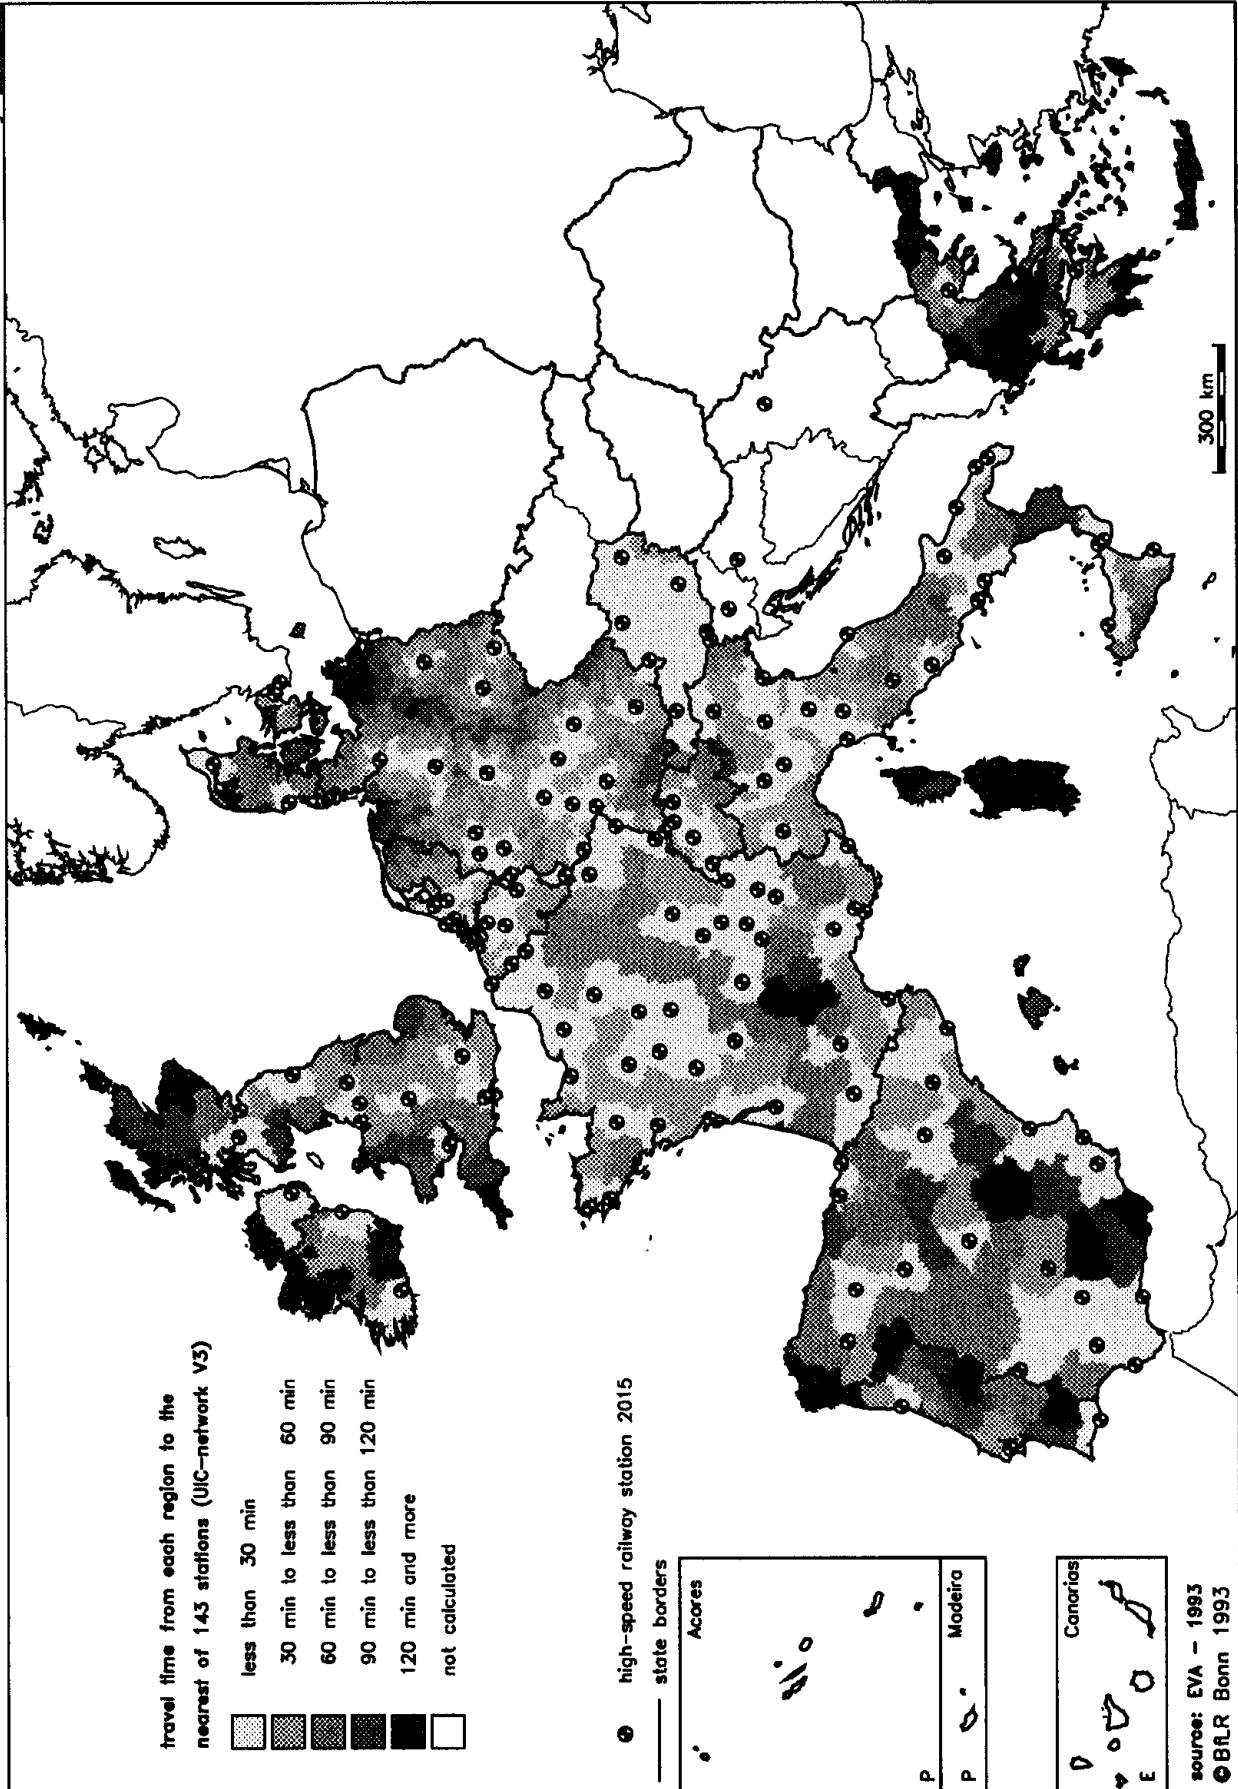 travel time from each region to the
nearest of 143 stations (UIC-network V3)
less than 30 min
30 min to less than 60 min
60 min to less than 90 min
90 min to less than 120 min
120 min and more
not calculated
high-speed railway station 2015
state borders
Acores
P
Madeira
P
Canarias
E
source: EVA - 1993
© BfLR Bonn 1993
300 km